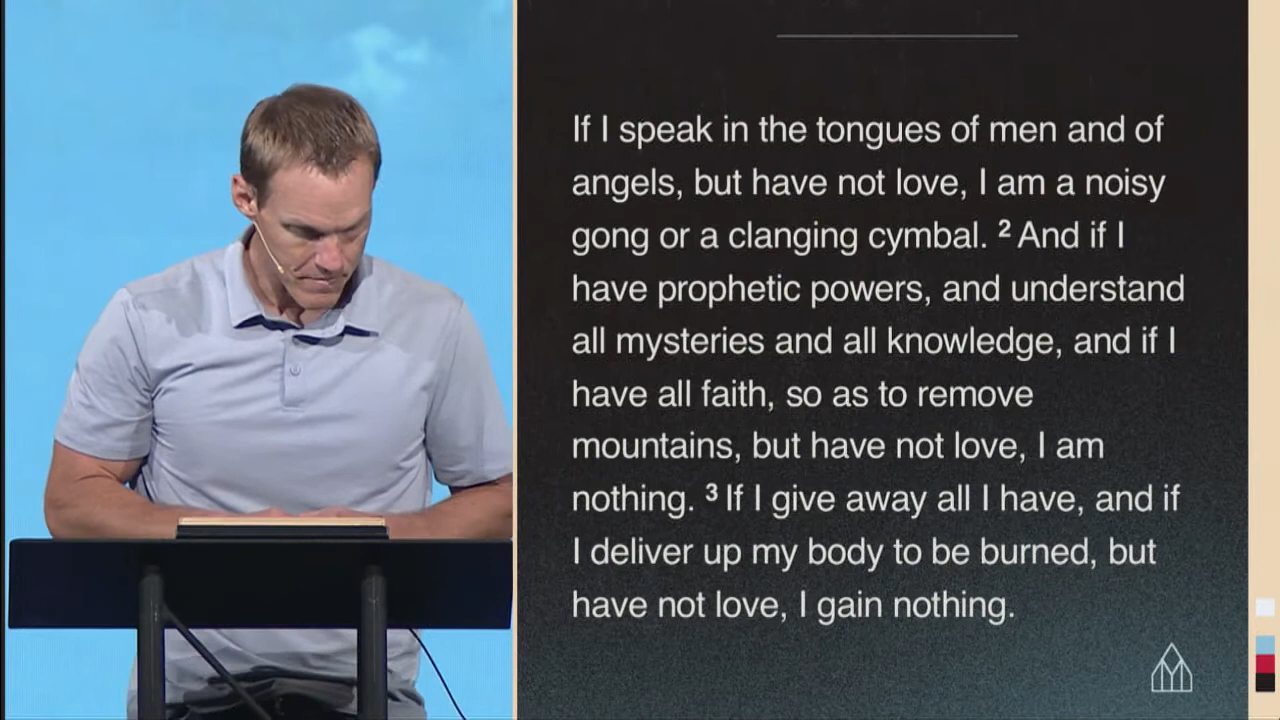 If I speak in the tongues of men and of
angels, but have not love, I am a noisy
gong or a clanging cymbal. ² And if I
have prophetic powers, and understand
all mysteries and all knowledge, and if I
have all faith, so as to remove
mountains, but have not love, I am
nothing. ³ If I give away all I have, and if
I deliver up my body to be burned, but
have not love, I gain nothing.